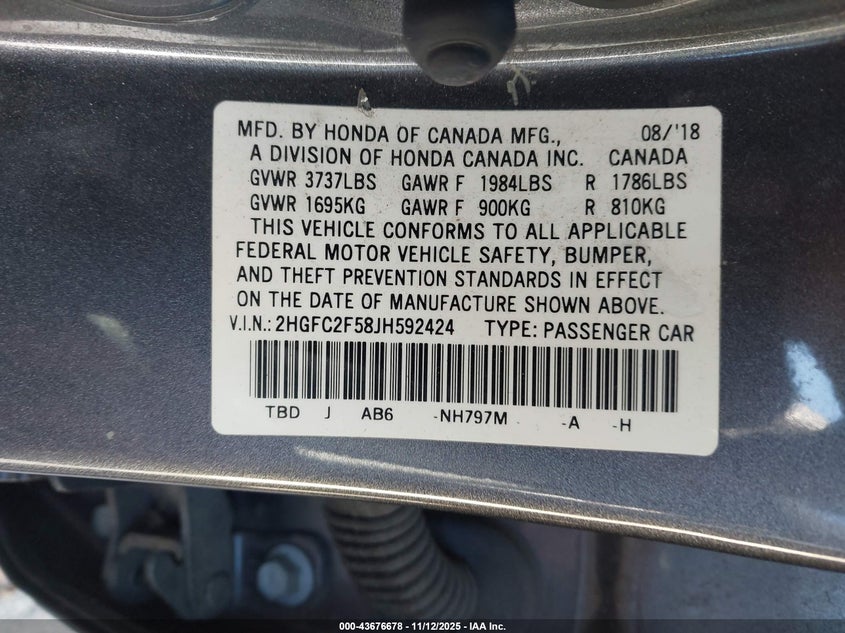 MFD. BY HONDA OF CANADA MFG., 08/'18
A DIVISION OF HONDA CANADA INC. CANADA
GVWR 3737LBS GAWR F 1984LBS R 1786LBS
GVWR 1695KG GAWR F 900KG R 810KG
THIS VEHICLE CONFORMS TO ALL APPLICABLE
FEDERAL MOTOR VEHICLE SAFETY, BUMPER,
AND THEFT PREVENTION STANDARDS IN EFFECT
ON THE DATE OF MANUFACTURE SHOWN ABOVE.
V.I.N.: 2HGFC2F58JH592424 TYPE: PASSENGER CAR
TBD J AB6 -NH797M -A -H
000-43676678 - 11/12/2025 - IAA Inc.